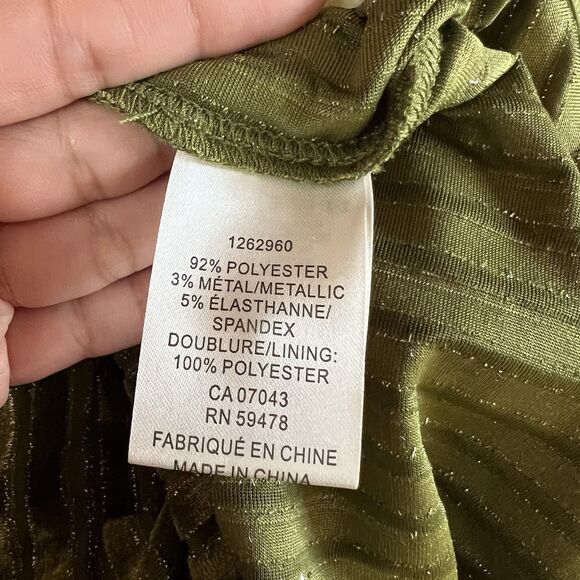 1262960
92% POLYESTER
3% MÉTAL/METALLIC
5% ÉLASTHANNE/
SPANDEX
DOUBLURE/LINING:
100% POLYESTER
CA 07043
RN 59478
FABRIQUÉ EN CHINE
MADE IN CHINA